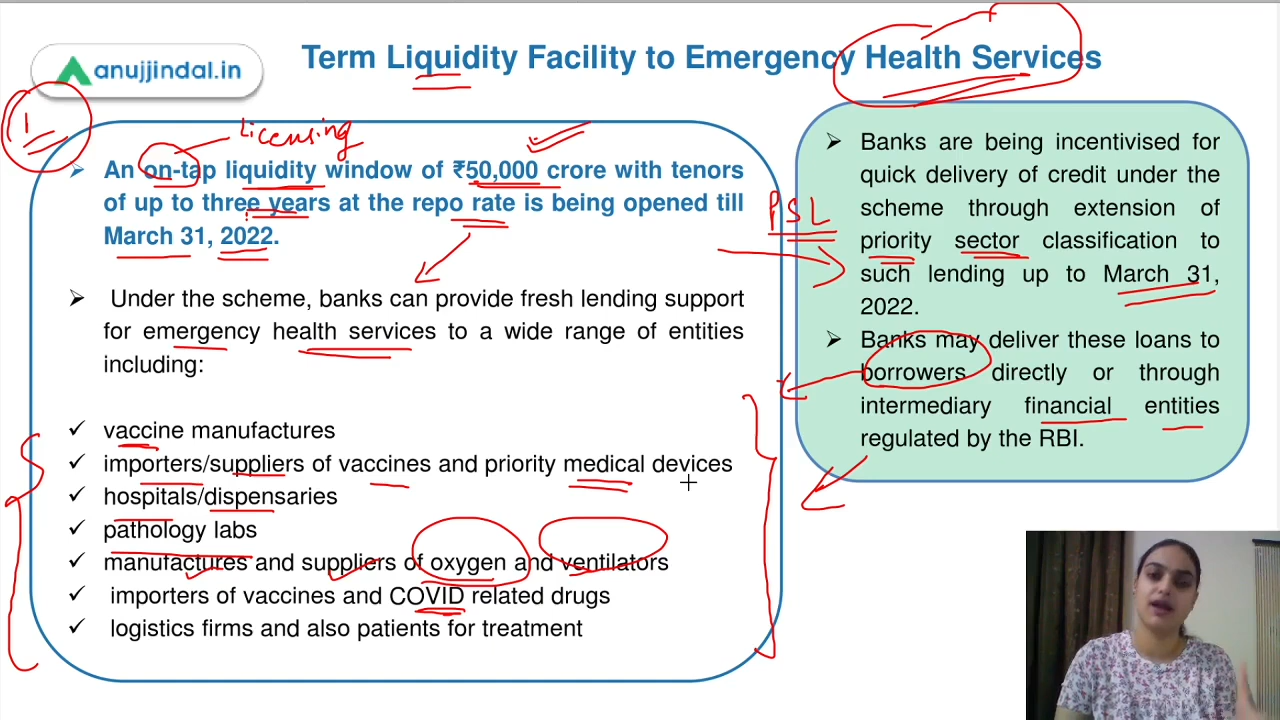 Term Liquidity Facility to Emergency Health Services
anujjindal.in
1
Licensing
➢ An on-tap liquidity window of ₹50,000 crore with tenors
of up to three years at the repo rate is being opened till
March 31, 2022.
➢ Under the scheme, banks can provide fresh lending support
for emergency health services to a wide range of entities
including:
✓ vaccine manufactures
✓ importers/suppliers of vaccines and priority medical devices
✓ hospitals/dispensaries
✓ pathology labs
✓ manufactures and suppliers of oxygen and ventilators
✓ importers of vaccines and COVID related drugs
✓ logistics firms and also patients for treatment
PSL
➢ Banks are being incentivised for
quick delivery of credit under the
scheme through extension of
priority sector classification to
such lending up to March 31,
2022.
➢ Banks may deliver these loans to
borrowers directly or through
intermediary financial entities
regulated by the RBI.